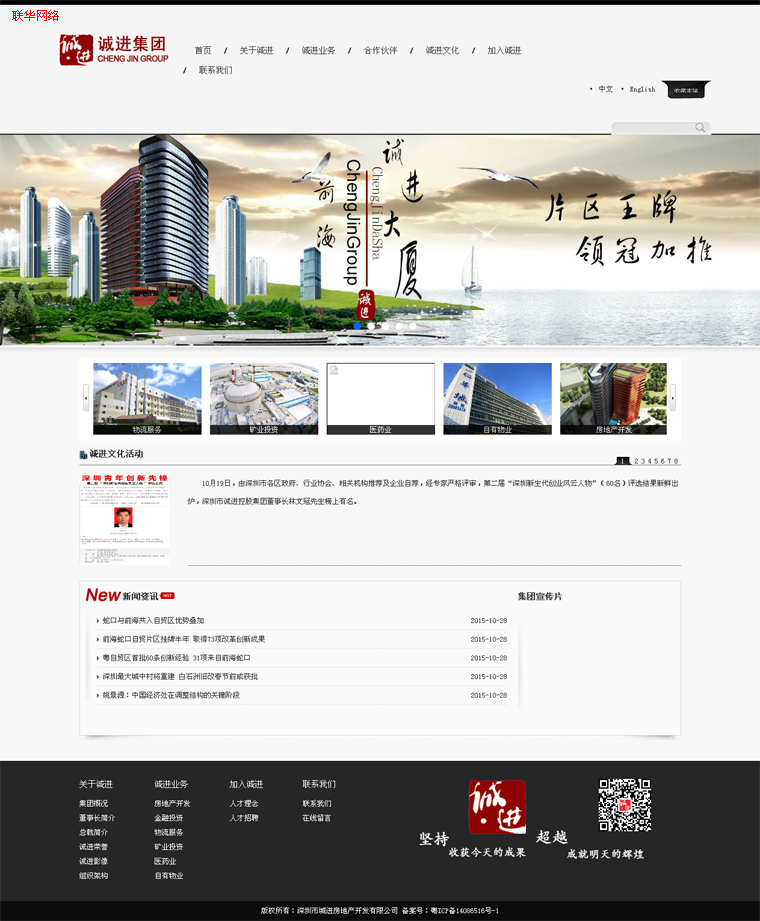 联华网络
诚进集团
CHENG JIN GROUP
首页 / 关于诚进 / 诚进业务 / 合作伙伴 / 诚进文化 / 加入诚进
/ 联系我们
• 中文 • English 收藏本站
前海
ChengJinGroup
ChengJinDaSha
诚进大厦
诚进
片区王牌
领冠加推
物流服务 矿业投资 医药业 自有物业 房地产开发
诚进文化活动
1 2 3 4 5 6 7 8
深圳青年创新先锋
10月19日，由深圳市各区政府、行业协会、相关机构推荐及企业自荐，经专家严格评审，第二届“深圳新生代创业风云人物”（60名）评选结果新鲜出
炉，深圳市诚进控股集团董事长林文冠先生榜上有名。
New 新闻资讯 HOT
集团宣传片
蛇口与前海共入自贸区优势叠加 2015-10-28
前海蛇口自贸片区挂牌半年 取得73项改革创新成果 2015-10-28
粤自贸区首批60条创新经验 31项来自前海蛇口 2015-10-28
深圳最大城中村将重建 白石洲旧改春节前或获批 2015-10-28
姚景源：中国经济处在调整结构的关键阶段 2015-10-28
关于诚进 诚进业务 加入诚进 联系我们
集团概况 房地产开发 人才理念 联系我们
董事长简介 金融投资 人才招聘 在线留言
总裁简介 物流服务
诚进荣誉 矿业投资
诚进影像 医药业
组织架构 自有物业
诚进
坚持 超越
收获今天的成果 成就明天的辉煌
版权所有：深圳市城进房地产开发有限公司 备案号：粤ICP备14086516号-1